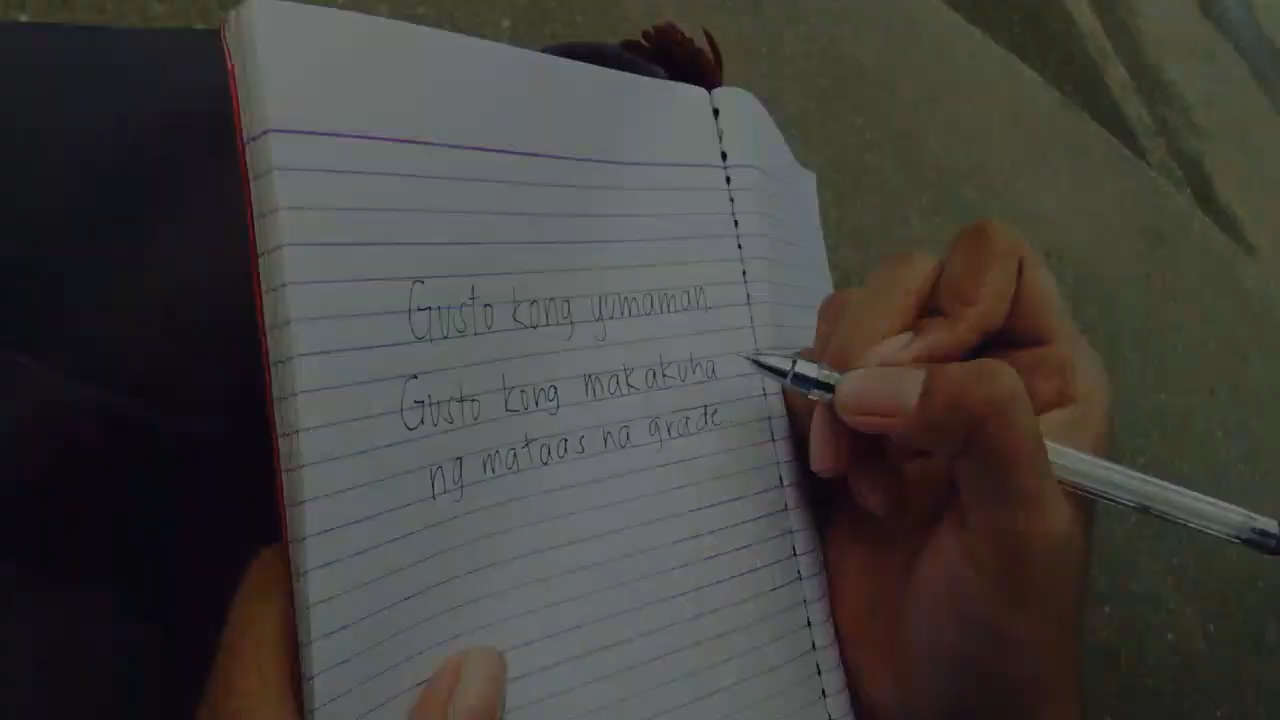 Gusto kong yumaman.
Gusto kong makakuha
ng mataas na grade.